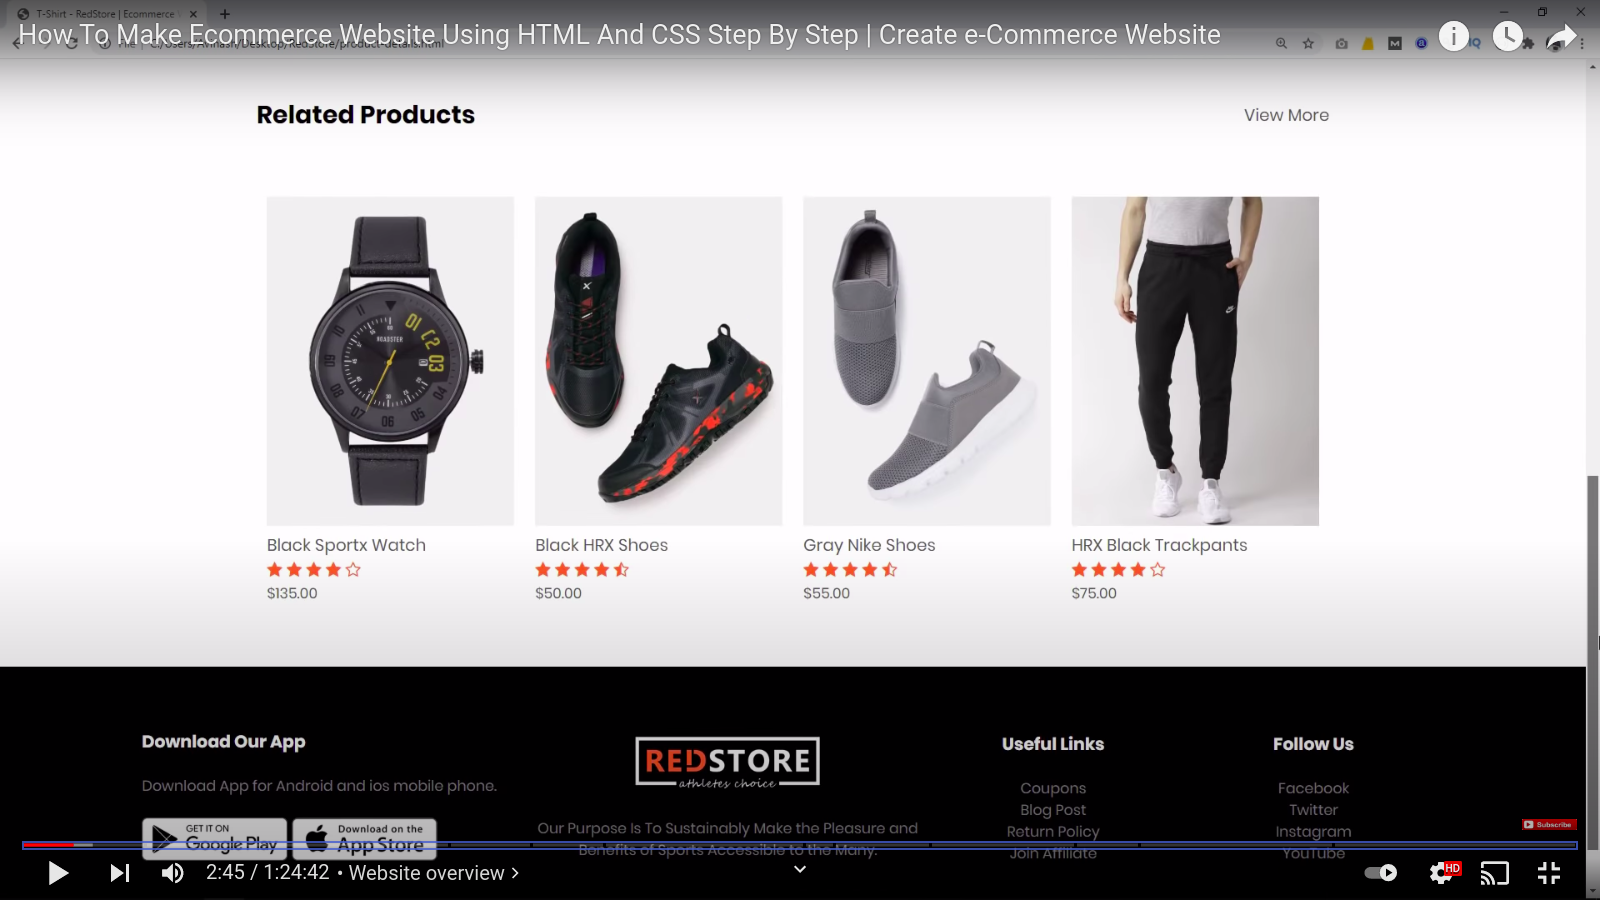 T-Shirt - RedStore | Ecommerce
How To Make Ecommerce Website Using HTML And CSS Step By Step | Create e-Commerce Website
Related Products
View More
ROADSTER
Black Sportx Watch
$135.00
Black HRX Shoes
$50.00
Gray Nike Shoes
$55.00
HRX Black Trackpants
$75.00
Download Our App
Download App for Android and ios mobile phone.
GET IT ON
Google Play
Download on the
App Store
REDSTORE
athletes choice
Our Purpose Is To Sustainably Make the Pleasure and
Benefits of Sports Accessible to the Many.
Useful Links
Coupons
Blog Post
Return Policy
Join Affiliate
Follow Us
Facebook
Twitter
Instagram
YouTube
Subscribe
2:45 / 1:24:42 • Website overview >
HD